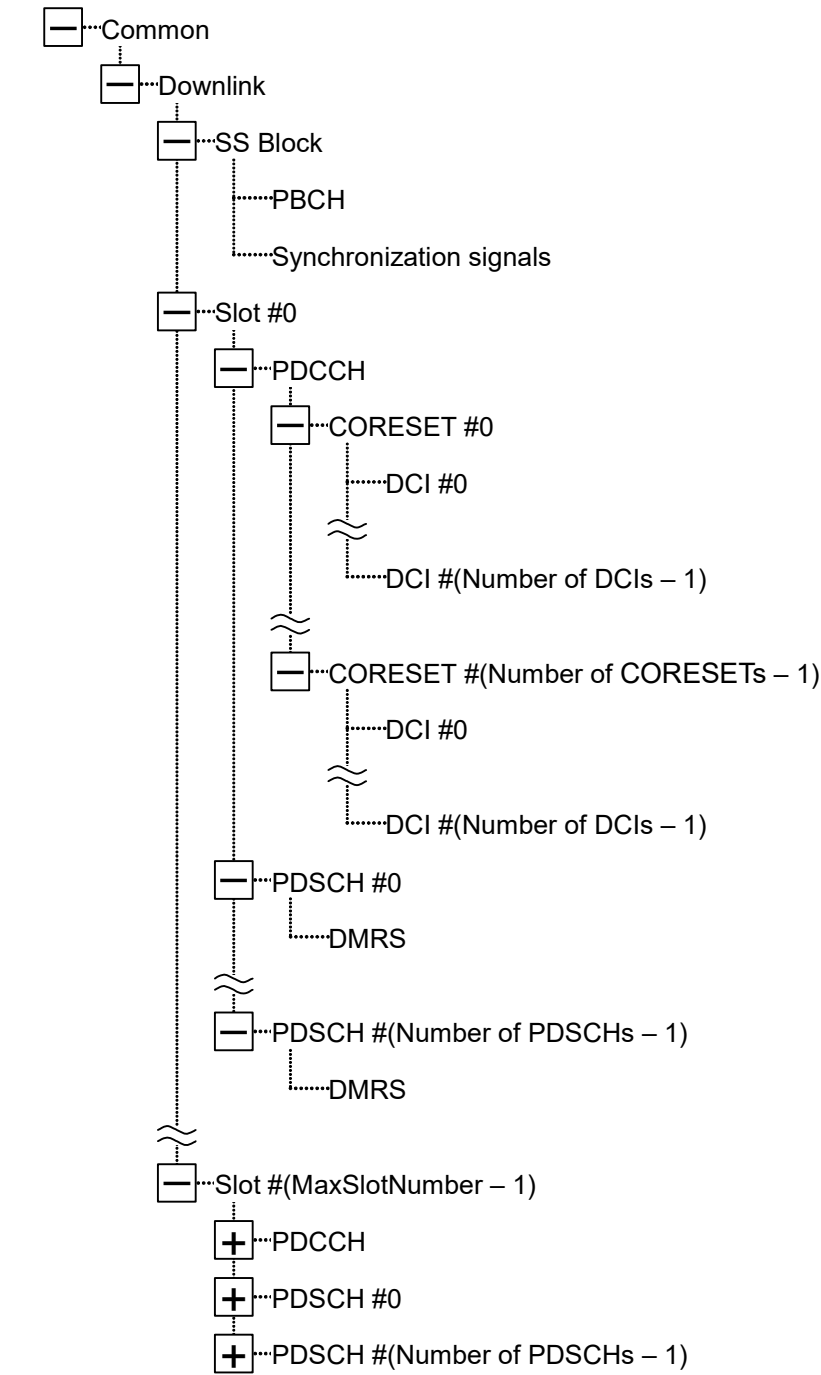 Common
Downlink
SS Block
PBCH
Synchronization signals
Slot #0
PDCCH
CORESET #0
DCI #0
DCI #(Number of DCIs – 1)
CORESET #(Number of CORESETs – 1)
DCI #0
DCI #(Number of DCIs – 1)
PDSCH #0
DMRS
PDSCH #(Number of PDSCHs – 1)
DMRS
Slot #(MaxSlotNumber – 1)
PDCCH
PDSCH #0
PDSCH #(Number of PDSCHs – 1)